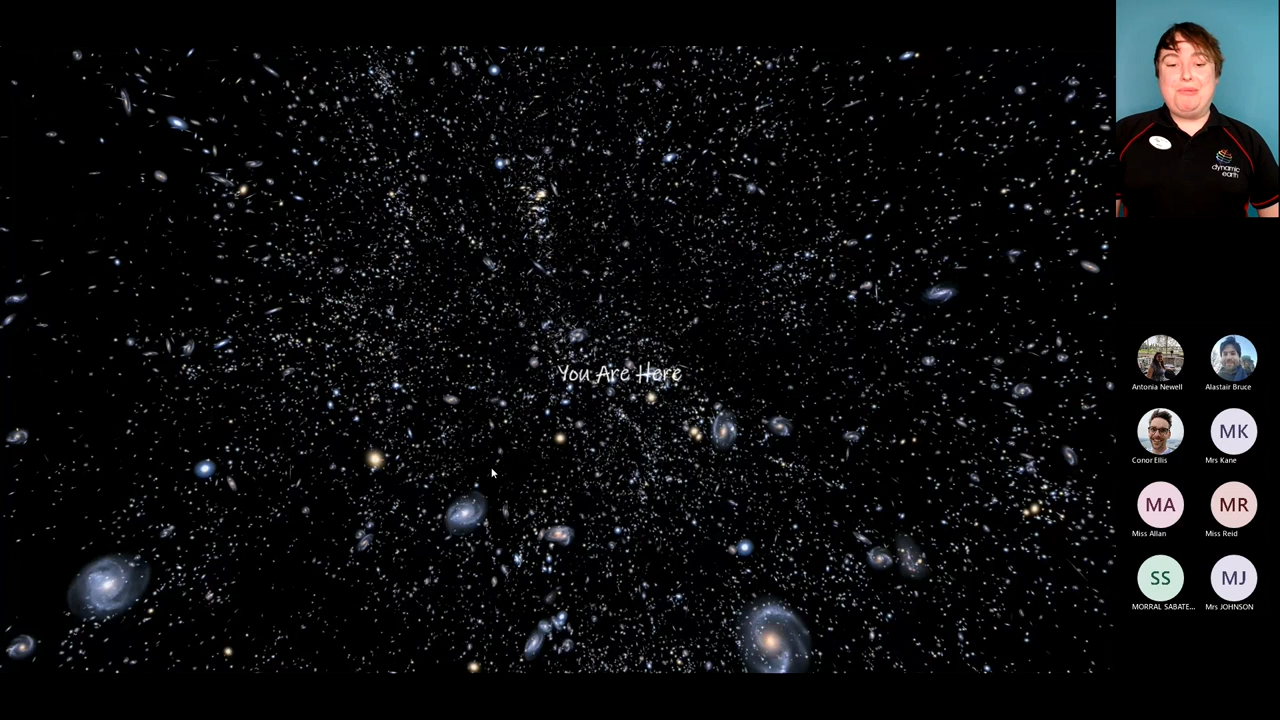 You Are Here
dynamic
earth
Antonia Newell
Alastair Bruce
Conor Ellis
MK
Mrs Kane
MA
Miss Allan
MR
Miss Reid
SS
MORRAL SABATE...
MJ
Mrs JOHNSON